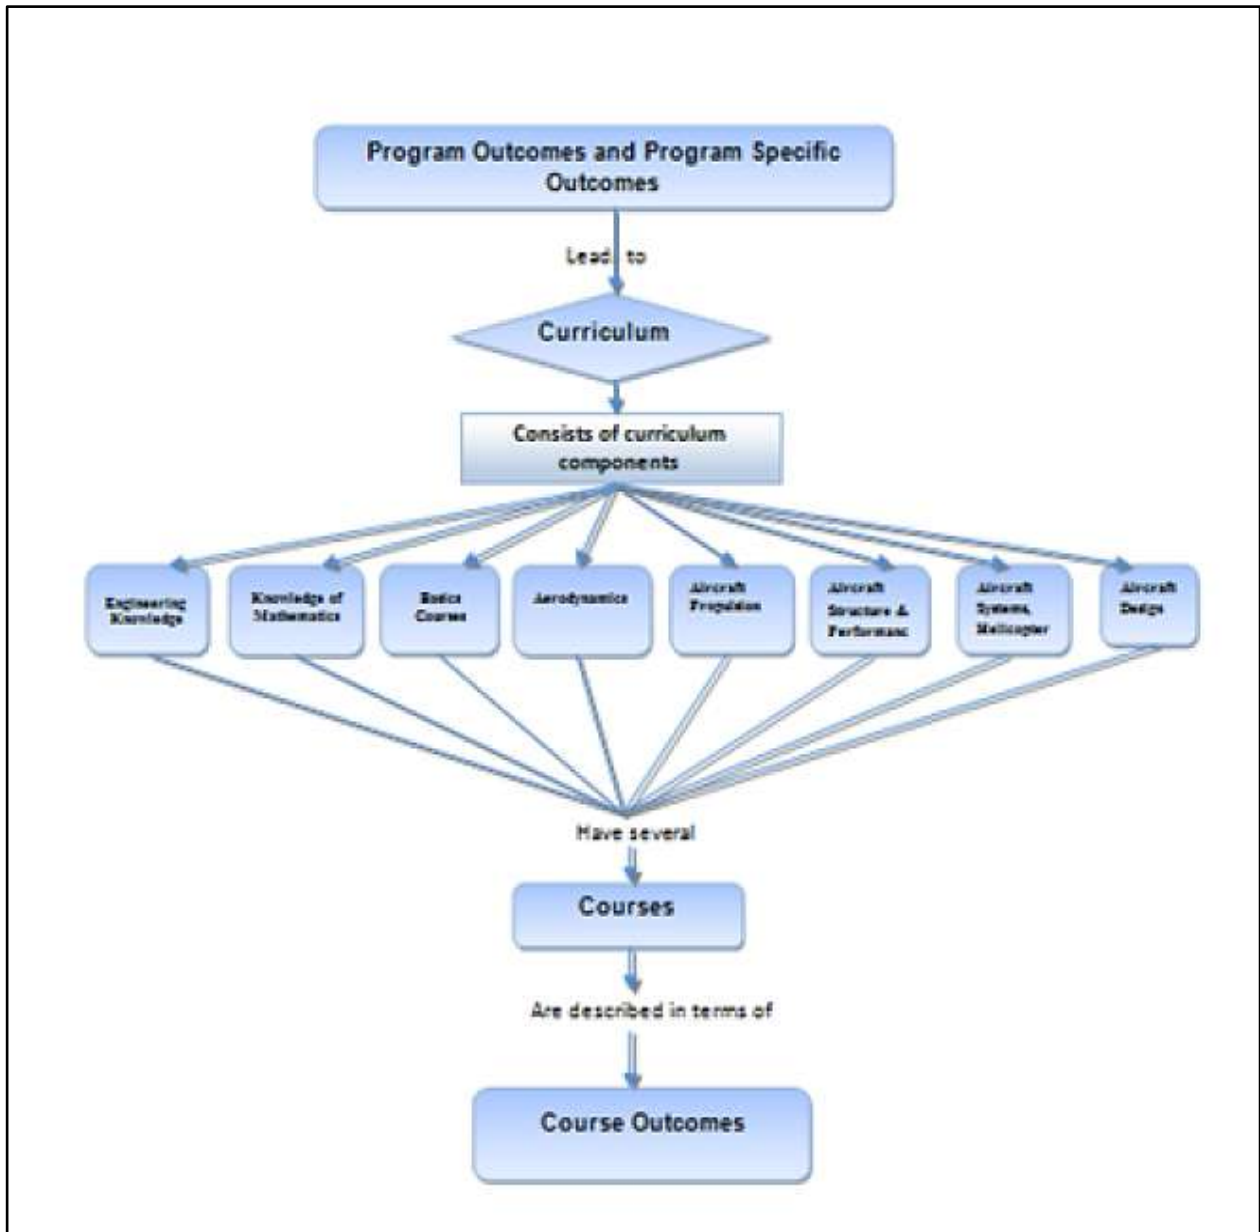 Program Outcomes and Program Specific
Outcomes
Leads to
Curriculum
Consists of curriculum
components
Engineering
Knowledge
Knowledge of
Mathematics
Basics
Courses
Aerodynamics
Aircraft
Propulsion
Aircraft
Structure &
Performanc
Aircraft
Systems,
Helicopter
Aircraft
Design
Have several
Courses
Are described in terms of
Course Outcomes